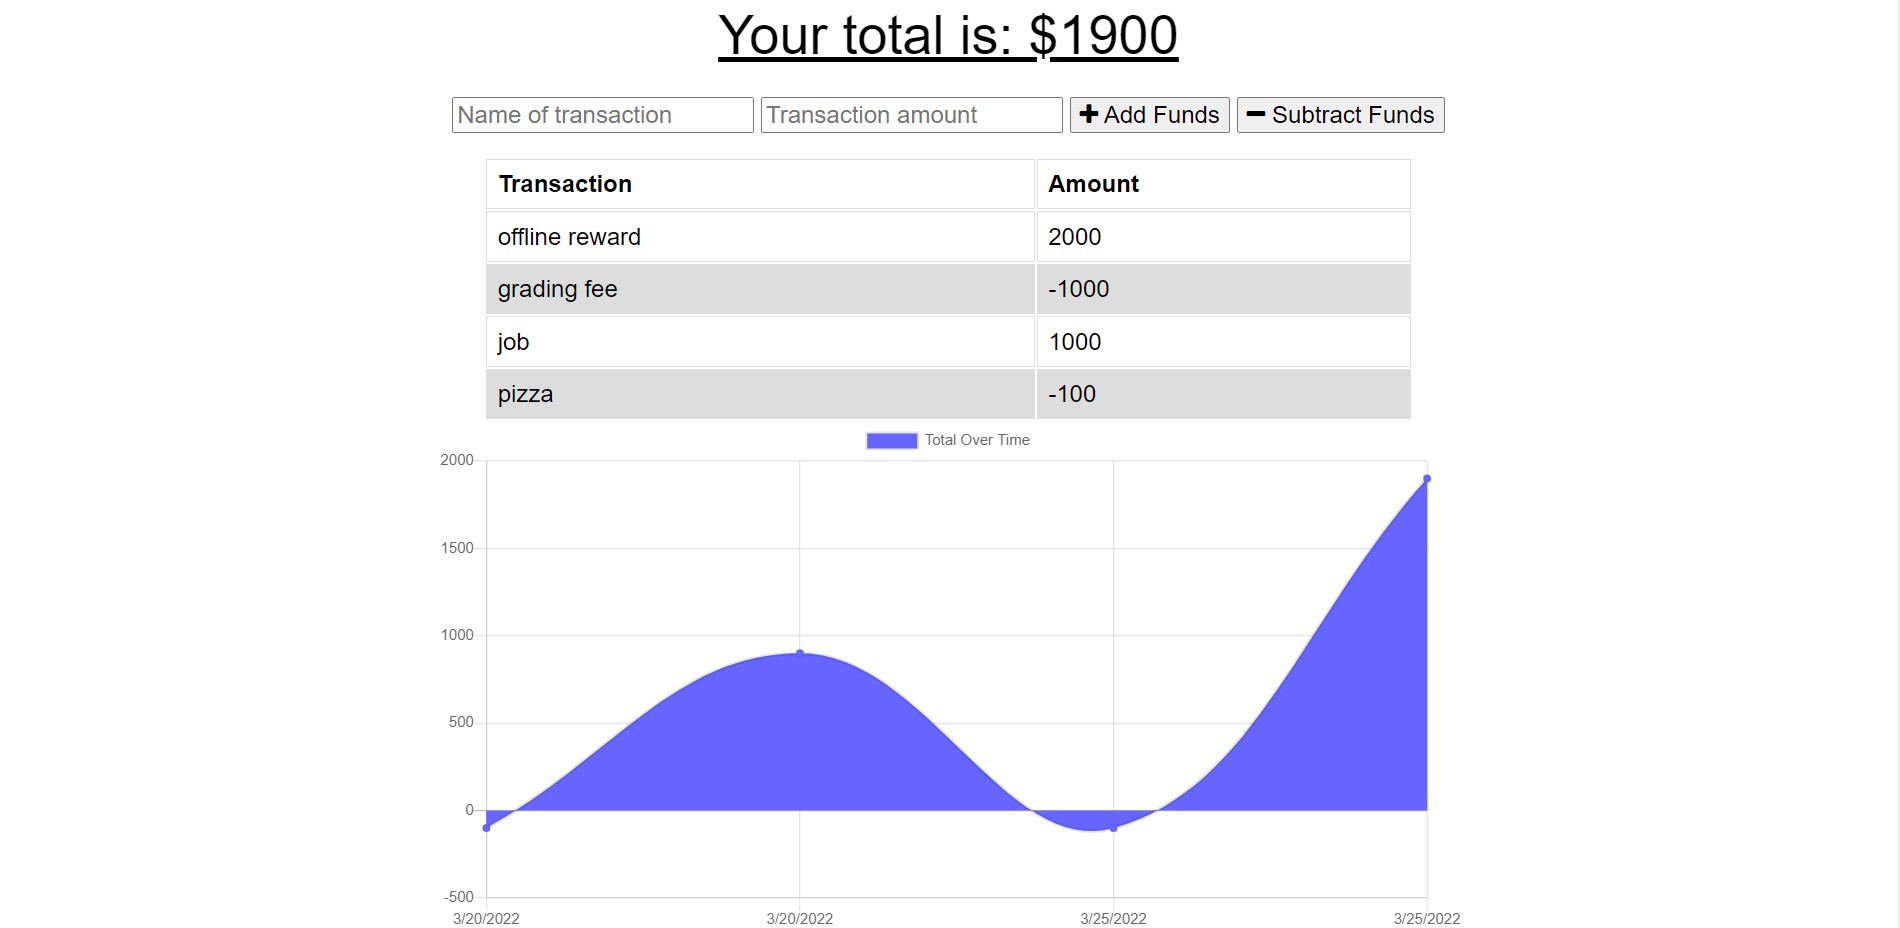 Your total is: $1900
Name of transaction Transaction amount Add Funds Subtract Funds
Transaction Amount
offline reward 2000
grading fee -1000
job 1000
pizza -100
Total Over Time
2000
1500
1000
500
0
-500
3/20/2022 3/20/2022 3/25/2022 3/25/2022